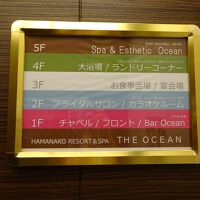 5F Spa & Esthetic Ocean
4F 大浴場 / ランドリーコーナー
3F お食事会場 / 宴会場
2F ブライダルサロン / カラオケルーム
1F チャペル / フロント / Bar Ocean
HAMANAKO RESORT & SPA THE OCEAN